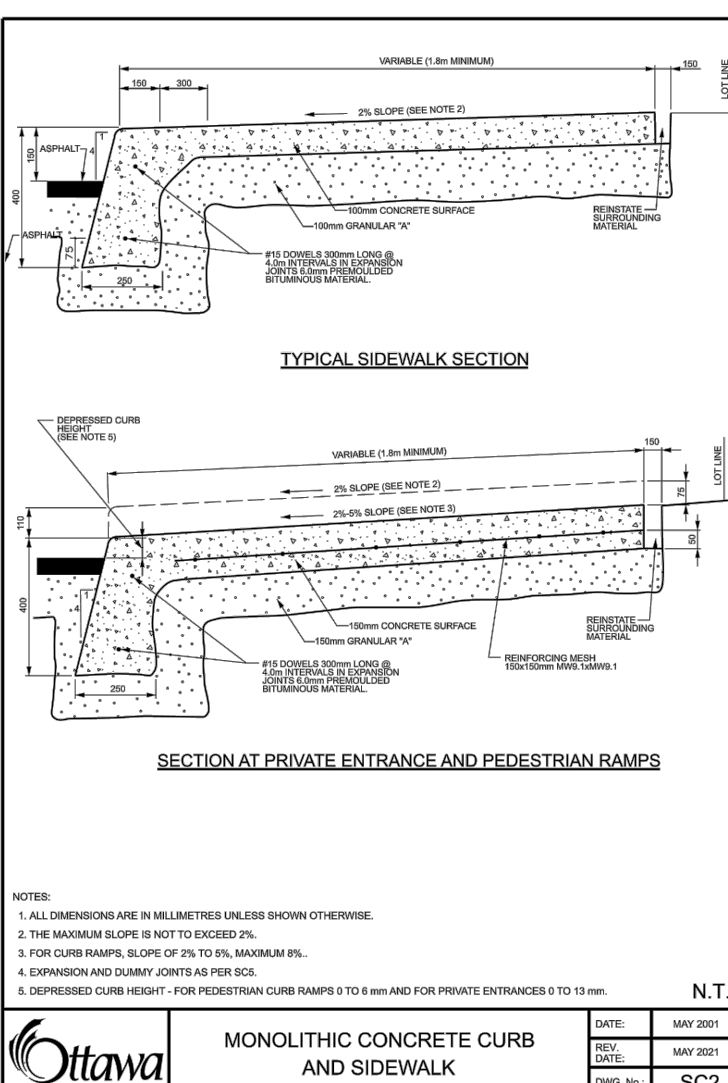 VARIABLE (1.8m MINIMUM)
150
LOT LINE
150
300
2% SLOPE (SEE NOTE 2)
ASPHALT
1
4
150
400
100mm CONCRETE SURFACE
100mm GRANULAR "A"
REINSTATE
SURROUNDING
MATERIAL
ASPHALT
75
250
#15 DOWELS 300mm LONG @
4.0m INTERVALS IN EXPANSION
JOINTS 6.0mm PREMOULDED
BITUMINOUS MATERIAL.
TYPICAL SIDEWALK SECTION
DEPRESSED CURB
HEIGHT
(SEE NOTE 5)
VARIABLE (1.8m MINIMUM)
150
LOT LINE
2% SLOPE (SEE NOTE 2)
75
2%-5% SLOPE (SEE NOTE 3)
110
50
400
1
4
150mm CONCRETE SURFACE
150mm GRANULAR "A"
REINSTATE
SURROUNDING
MATERIAL
250
#15 DOWELS 300mm LONG @
4.0m INTERVALS IN EXPANSION
JOINTS 6.0mm PREMOULDED
BITUMINOUS MATERIAL.
REINFORCING MESH
150x150mm MW9.1xMW9.1
SECTION AT PRIVATE ENTRANCE AND PEDESTRIAN RAMPS
NOTES:
1. ALL DIMENSIONS ARE IN MILLIMETRES UNLESS SHOWN OTHERWISE.
2. THE MAXIMUM SLOPE IS NOT TO EXCEED 2%.
3. FOR CURB RAMPS, SLOPE OF 2% TO 5%, MAXIMUM 8%..
4. EXPANSION AND DUMMY JOINTS AS PER SC5.
5. DEPRESSED CURB HEIGHT - FOR PEDESTRIAN CURB RAMPS 0 TO 6 mm AND FOR PRIVATE ENTRANCES 0 TO 13 mm.
N.T.
Ottawa
MONOLITHIC CONCRETE CURB
AND SIDEWALK
DATE: MAY 2001
REV.
DATE: MAY 2021
DWG. No.: SC2